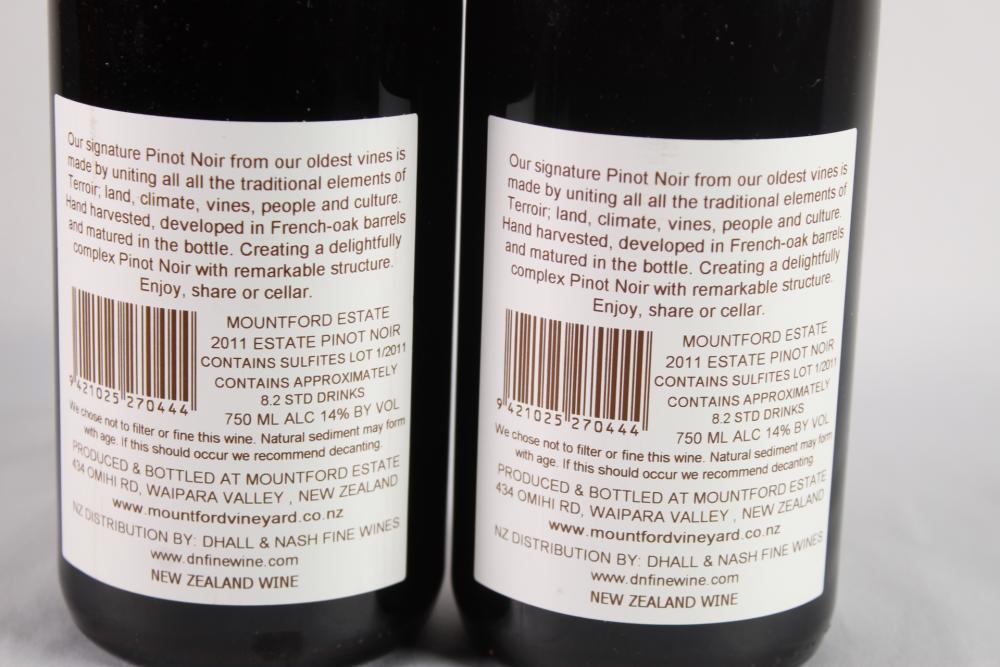 Our signature Pinot Noir from our oldest vines is
made by uniting all all the traditional elements of
Terroir; land, climate, vines, people and culture.
Hand harvested, developed in French-oak barrels
and matured in the bottle. Creating a delightfully
complex Pinot Noir with remarkable structure.
Enjoy, share or cellar.
MOUNTFORD ESTATE
2011 ESTATE PINOT NOIR
CONTAINS SULFITES LOT 1/2011
CONTAINS APPROXIMATELY
8.2 STD DRINKS
750 ML ALC 14% BY VOL
9 421025 270444
We chose not to filter or fine this wine. Natural sediment may form
with age. If this should occur we recommend decanting.
PRODUCED & BOTTLED AT MOUNTFORD ESTATE
434 OMIHI RD, WAIPARA VALLEY , NEW ZEALAND
www.mountfordvineyard.co.nz
NZ DISTRIBUTION BY: DHALL & NASH FINE WINES
www.dnfinewine.com
NEW ZEALAND WINE
Our signature Pinot Noir from our oldest vines is
made by uniting all all the traditional elements of
Terroir; land, climate, vines, people and culture.
Hand harvested, developed in French-oak barrels
and matured in the bottle. Creating a delightfully
complex Pinot Noir with remarkable structure.
Enjoy, share or cellar.
MOUNTFORD ESTATE
2011 ESTATE PINOT NOIR
CONTAINS SULFITES LOT 1/2011
CONTAINS APPROXIMATELY
8.2 STD DRINKS
750 ML ALC 14% BY VOL
9 421025 270444
We chose not to filter or fine this wine. Natural sediment may form
with age. If this should occur we recommend decanting
PRODUCED & BOTTLED AT MOUNTFORD ESTATE
434 OMIHI RD, WAIPARA VALLEY , NEW ZEALAND
www.mountfordvineyard.co.nz
NZ DISTRIBUTION BY: DHALL & NASH FINE WINES
www.dnfinewine.com
NEW ZEALAND WINE